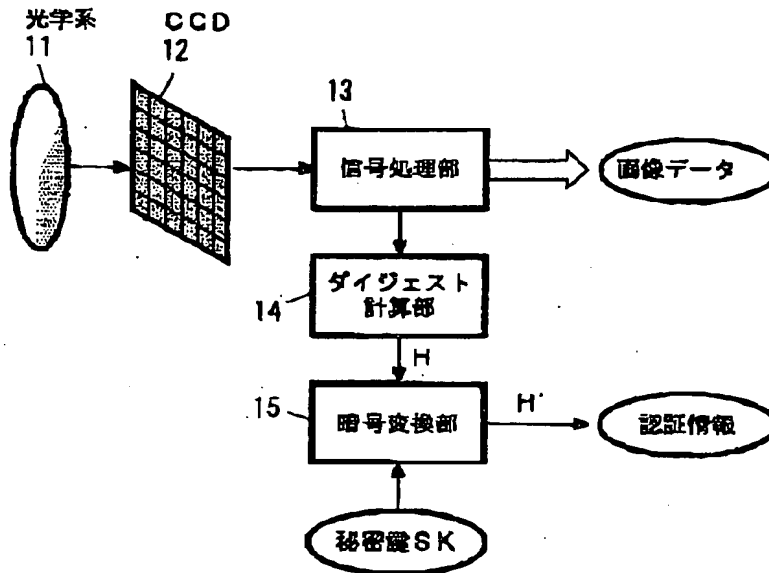 光学系
11
CCD
12
13
信号処理部
画像データ
ダイジェスト
計算部
14
H
15
暗号変換部
H'
認証情報
秘密鍵SK